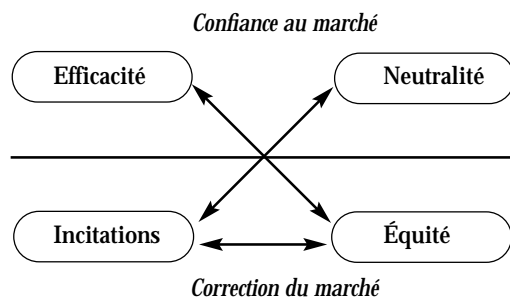 Confiance au marché
Efficacité
Neutralité
Incitations
Équité
Correction du marché